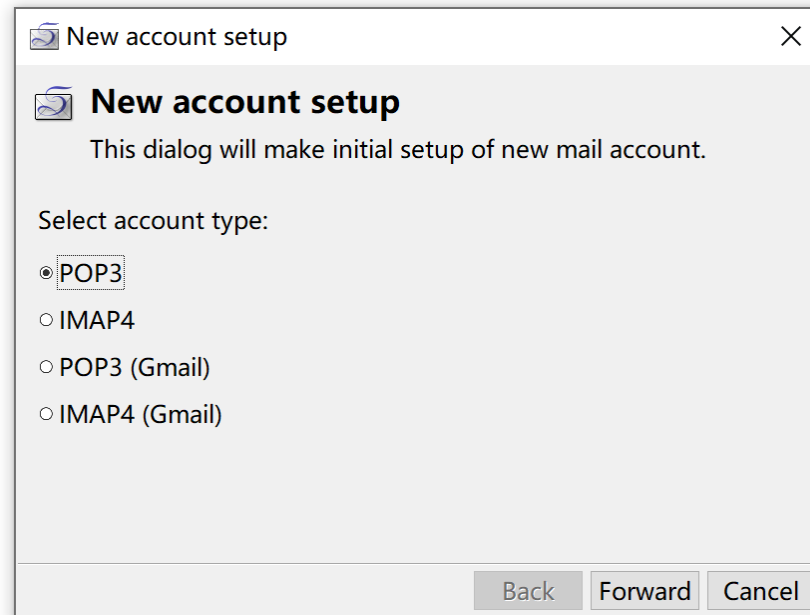 New account setup
New account setup
This dialog will make initial setup of new mail account.
Select account type:
POP3
IMAP4
POP3 (Gmail)
IMAP4 (Gmail)
Back Forward Cancel